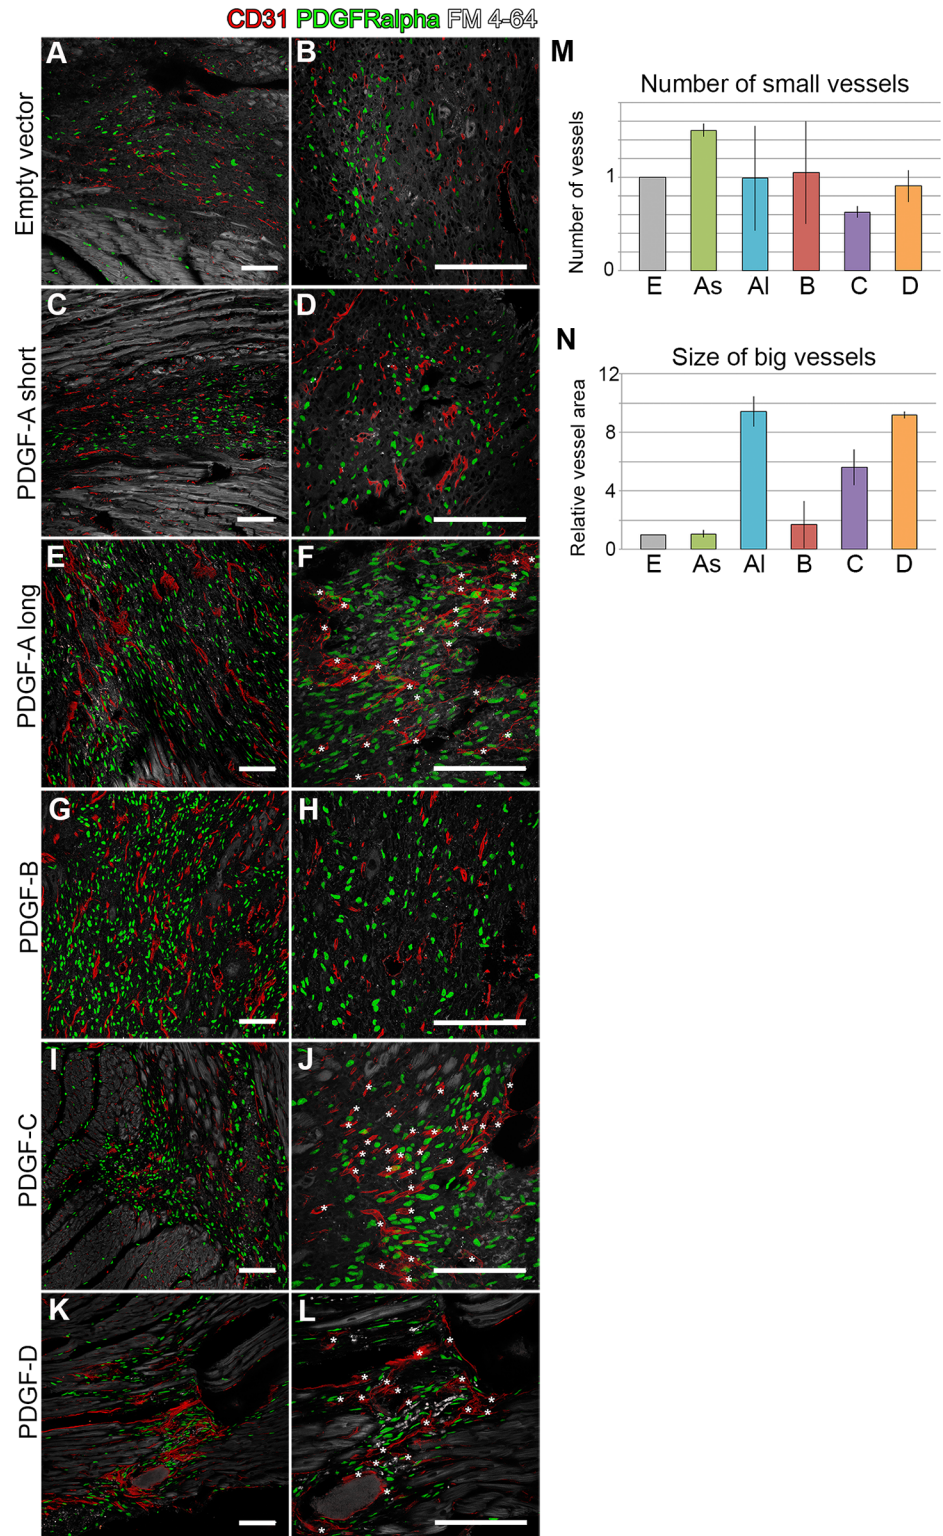 CD31 PDGFRalpha FM 4-64
A
B
Empty vector
C
D
PDGF-A short
E
F
PDGF-A long
G
H
PDGF-B
I
J
PDGF-C
K
L
PDGF-D
M
Number of small vessels
Number of vessels
1
0
E As Al B C D
N
Size of big vessels
Relative vessel area
12
8
4
0
E As Al B C D